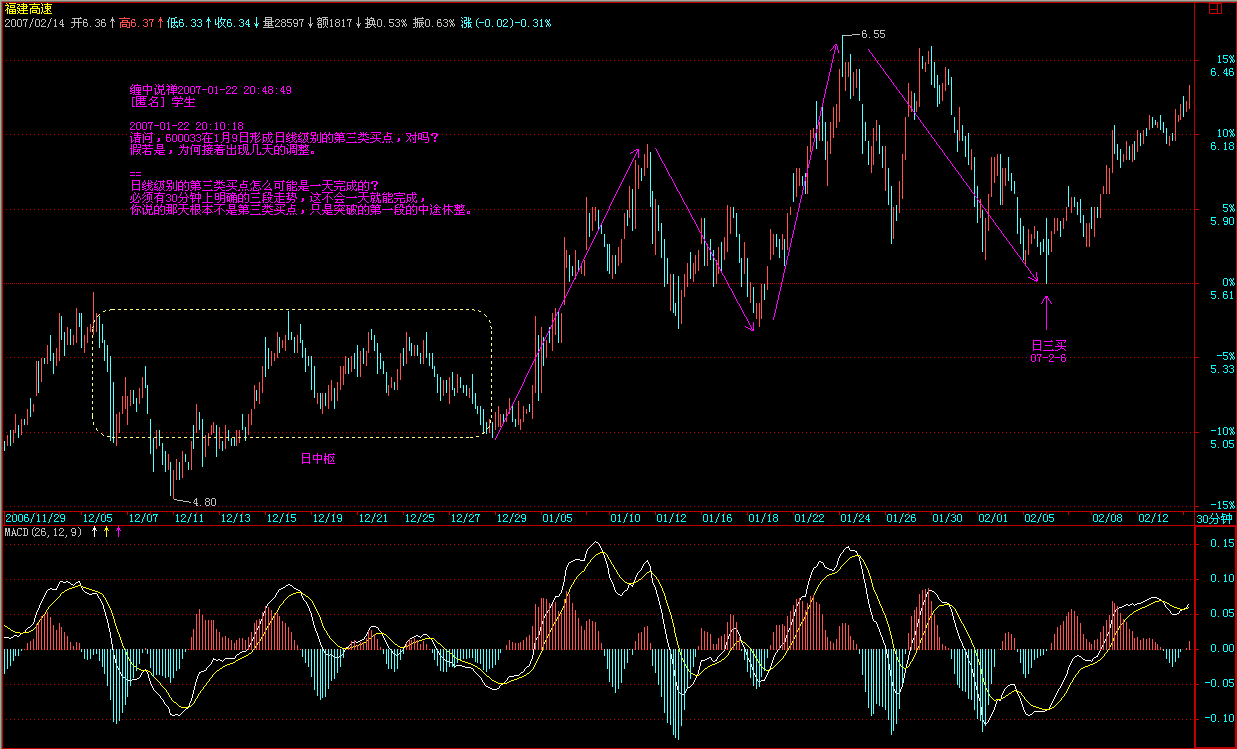 福建高速
2007/02/14 开6.36↑高6.37↑低6.33↑收6.34↓量28597↓额1817↓换0.53% 振0.63% 涨(-0.02)-0.31%
6.55
15%
6.46
缠中说禅2007-01-22 20:48:49
[匿名] 学生
2007-01-22 20:10:18
请问，600033在1月9日形成日线级别的第三类买点，对吗？
假若是，为何接着出现几天的调整。
==
日线级别的第三类买点怎么可能是一天完成的？
必须有30分钟上明确的三段走势，这不会一天就能完成，
你说的那天根本不是第三类买点，只是突破的第一段的中途休整。
10%
6.18
5%
5.90
0%
5.61
日三买
07-2-6
-5%
5.33
-10%
5.05
日中枢
4.80
-15%
2006/11/29 12/05 12/07 12/11 12/13 12/15 12/19 12/21 12/25 12/27 12/29 01/05 01/10 01/12 01/16 01/18 01/22 01/24 01/26 01/30 02/01 02/05 02/08 02/12 30分钟
MACD(26,12,9) ↑ ↑ ↑
0.15
0.10
0.05
0.00
-0.05
-0.10